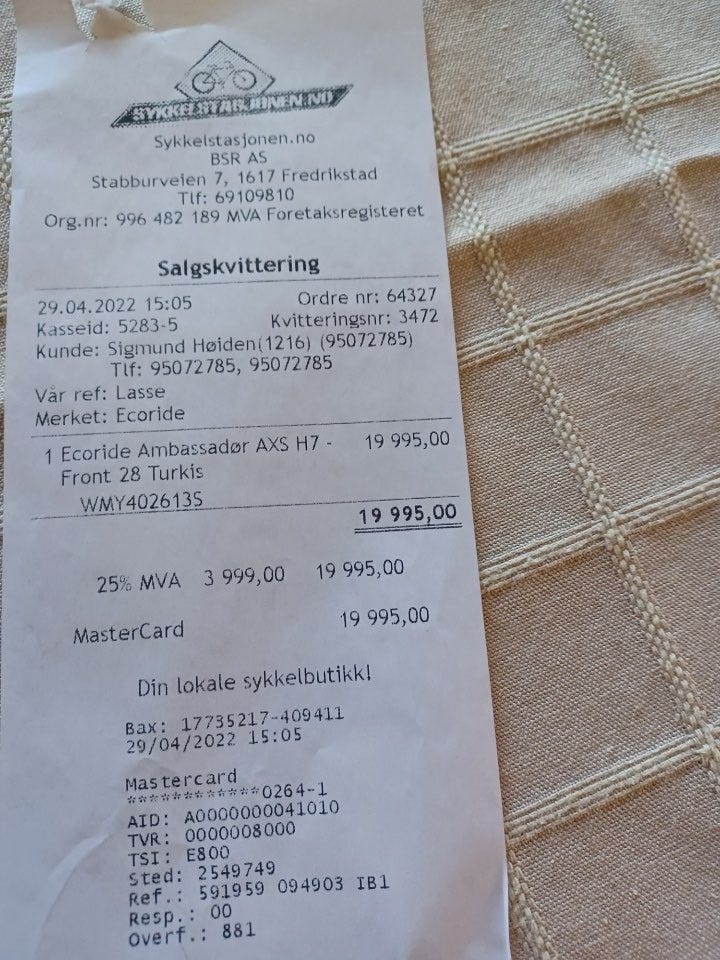 SYKKELSTASJONEN.NO
Sykkelstasjonen.no
BSR AS
Stabburveien 7, 1617 Fredrikstad
Tlf: 69109810
Org.nr: 996 482 189 MVA Foretaksregisteret
Salgskvittering
29.04.2022 15:05 Ordre nr: 64327
Kasseid: 5283-5 Kvitteringsnr: 3472
Kunde: Sigmund Høiden(1216) (95072785)
Tlf: 95072785, 95072785
Vår ref: Lasse
Merket: Ecoride
1 Ecoride Ambassadør AXS H7 - 19 995,00
Front 28 Turkis
WMY402613S
19 995,00
25% MVA 3 999,00 19 995,00
MasterCard 19 995,00
Din lokale sykkelbutikk!
Bax: 17735217-409411
29/04/2022 15:05
Mastercard
************0264-1
AID: A0000000041010
TVR: 0000008000
TSI: E800
Sted: 2549749
Ref.: 591959 094903 IB1
Resp.: 00
Overf.: 881